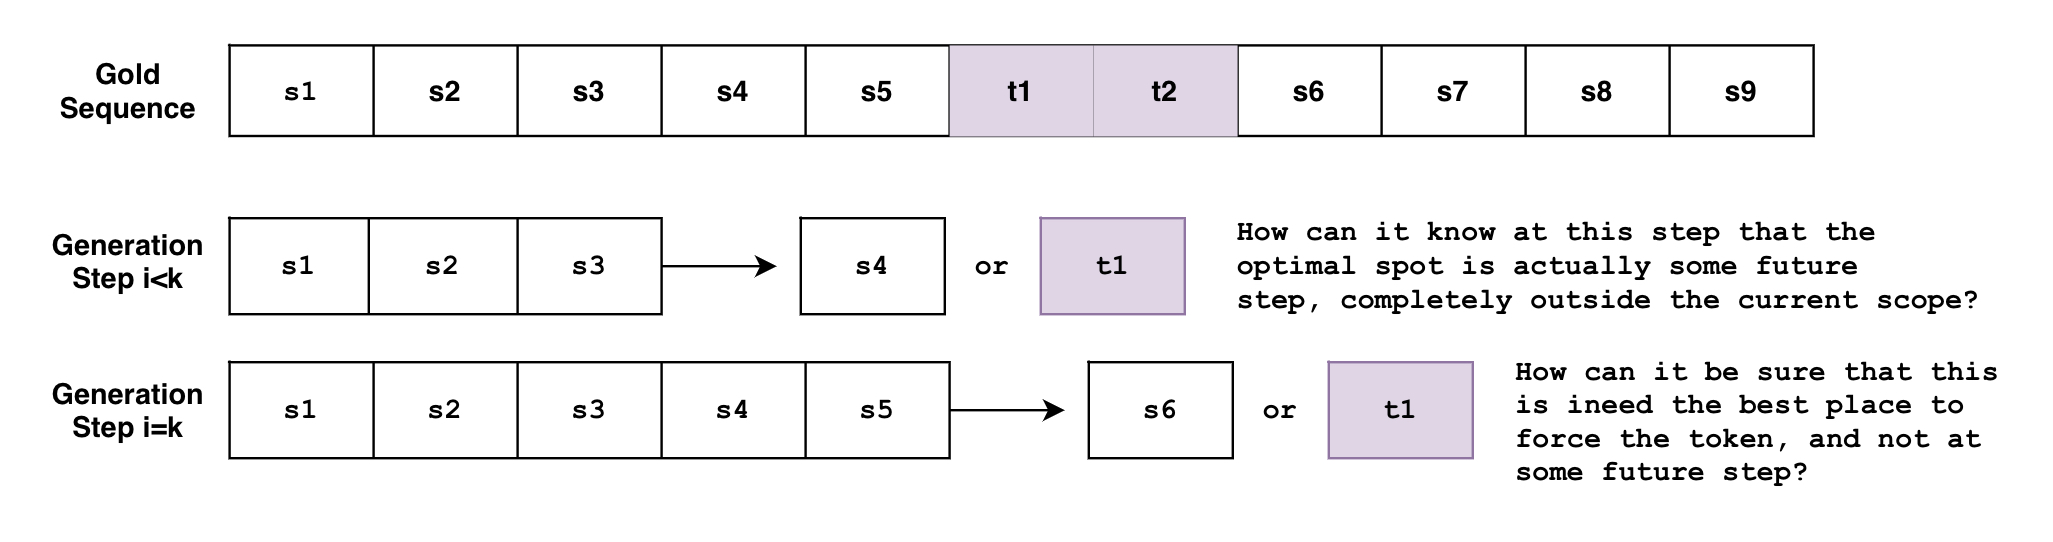 Gold
Sequence
s1 s2 s3 s4 s5 t1 t2 s6 s7 s8 s9
Generation
Step i<k
s1 s2 s3 s4 or t1
How can it know at this step that the
optimal spot is actually some future
step, completely outside the current scope?
Generation
Step i=k
s1 s2 s3 s4 s5 s6 or t1
How can it be sure that this
is ineed the best place to
force the token, and not at
some future step?